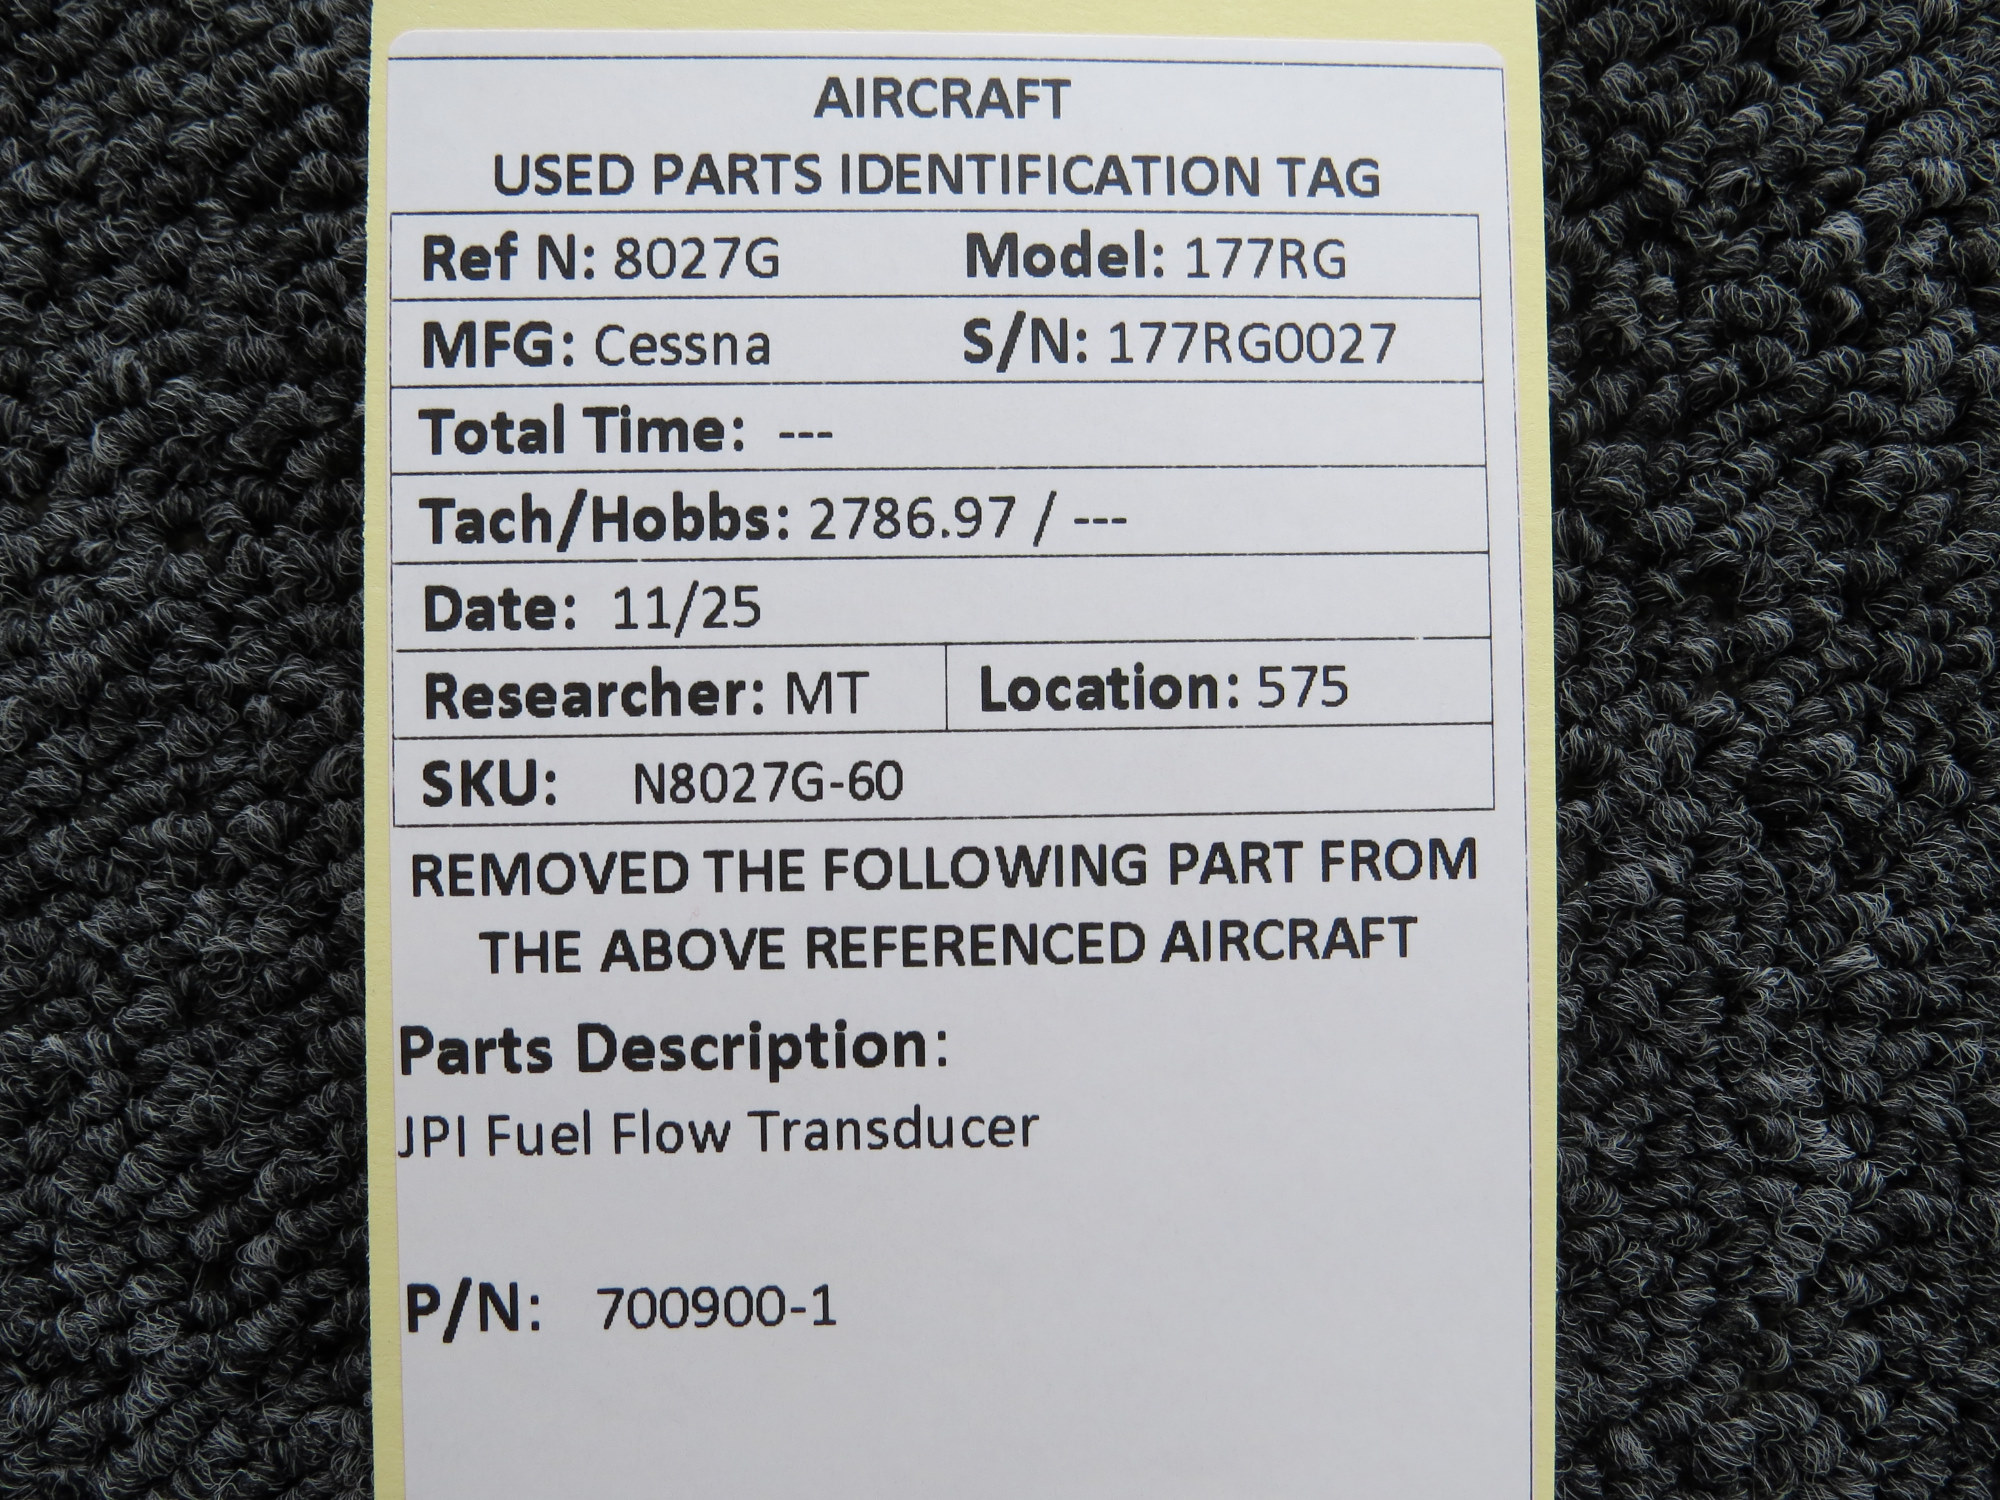 AIRCRAFT
USED PARTS IDENTIFICATION TAG
Ref N: 8027G Model: 177RG
MFG: Cessna S/N: 177RG0027
Total Time: ---
Tach/Hobbs: 2786.97 / ---
Date: 11/25
Researcher: MT Location: 575
SKU: N8027G-60
REMOVED THE FOLLOWING PART FROM
THE ABOVE REFERENCED AIRCRAFT
Parts Description:
JPI Fuel Flow Transducer
P/N: 700900-1